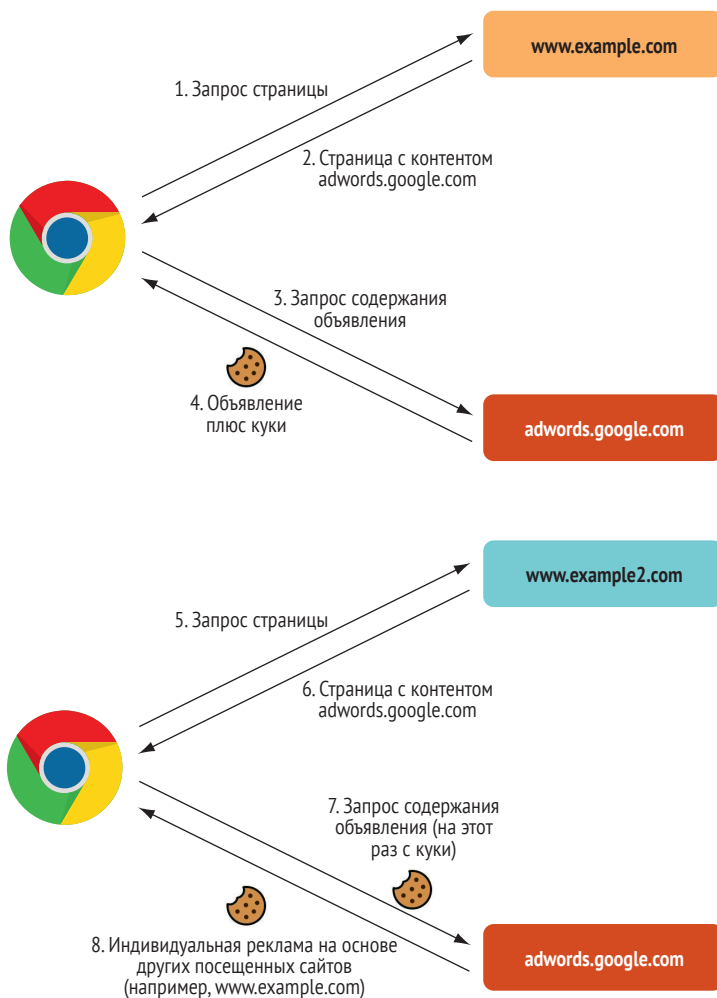 www.example.com
1. Запрос страницы
2. Страница с контентом
adwords.google.com
3. Запрос содержания
объявления
4. Объявление
плюс куки
adwords.google.com
www.example2.com
5. Запрос страницы
6. Страница с контентом
adwords.google.com
7. Запрос содержания
объявления (на этот
раз с куки)
8. Индивидуальная реклама на основе
других посещенных сайтов
(например, www.example.com)
adwords.google.com